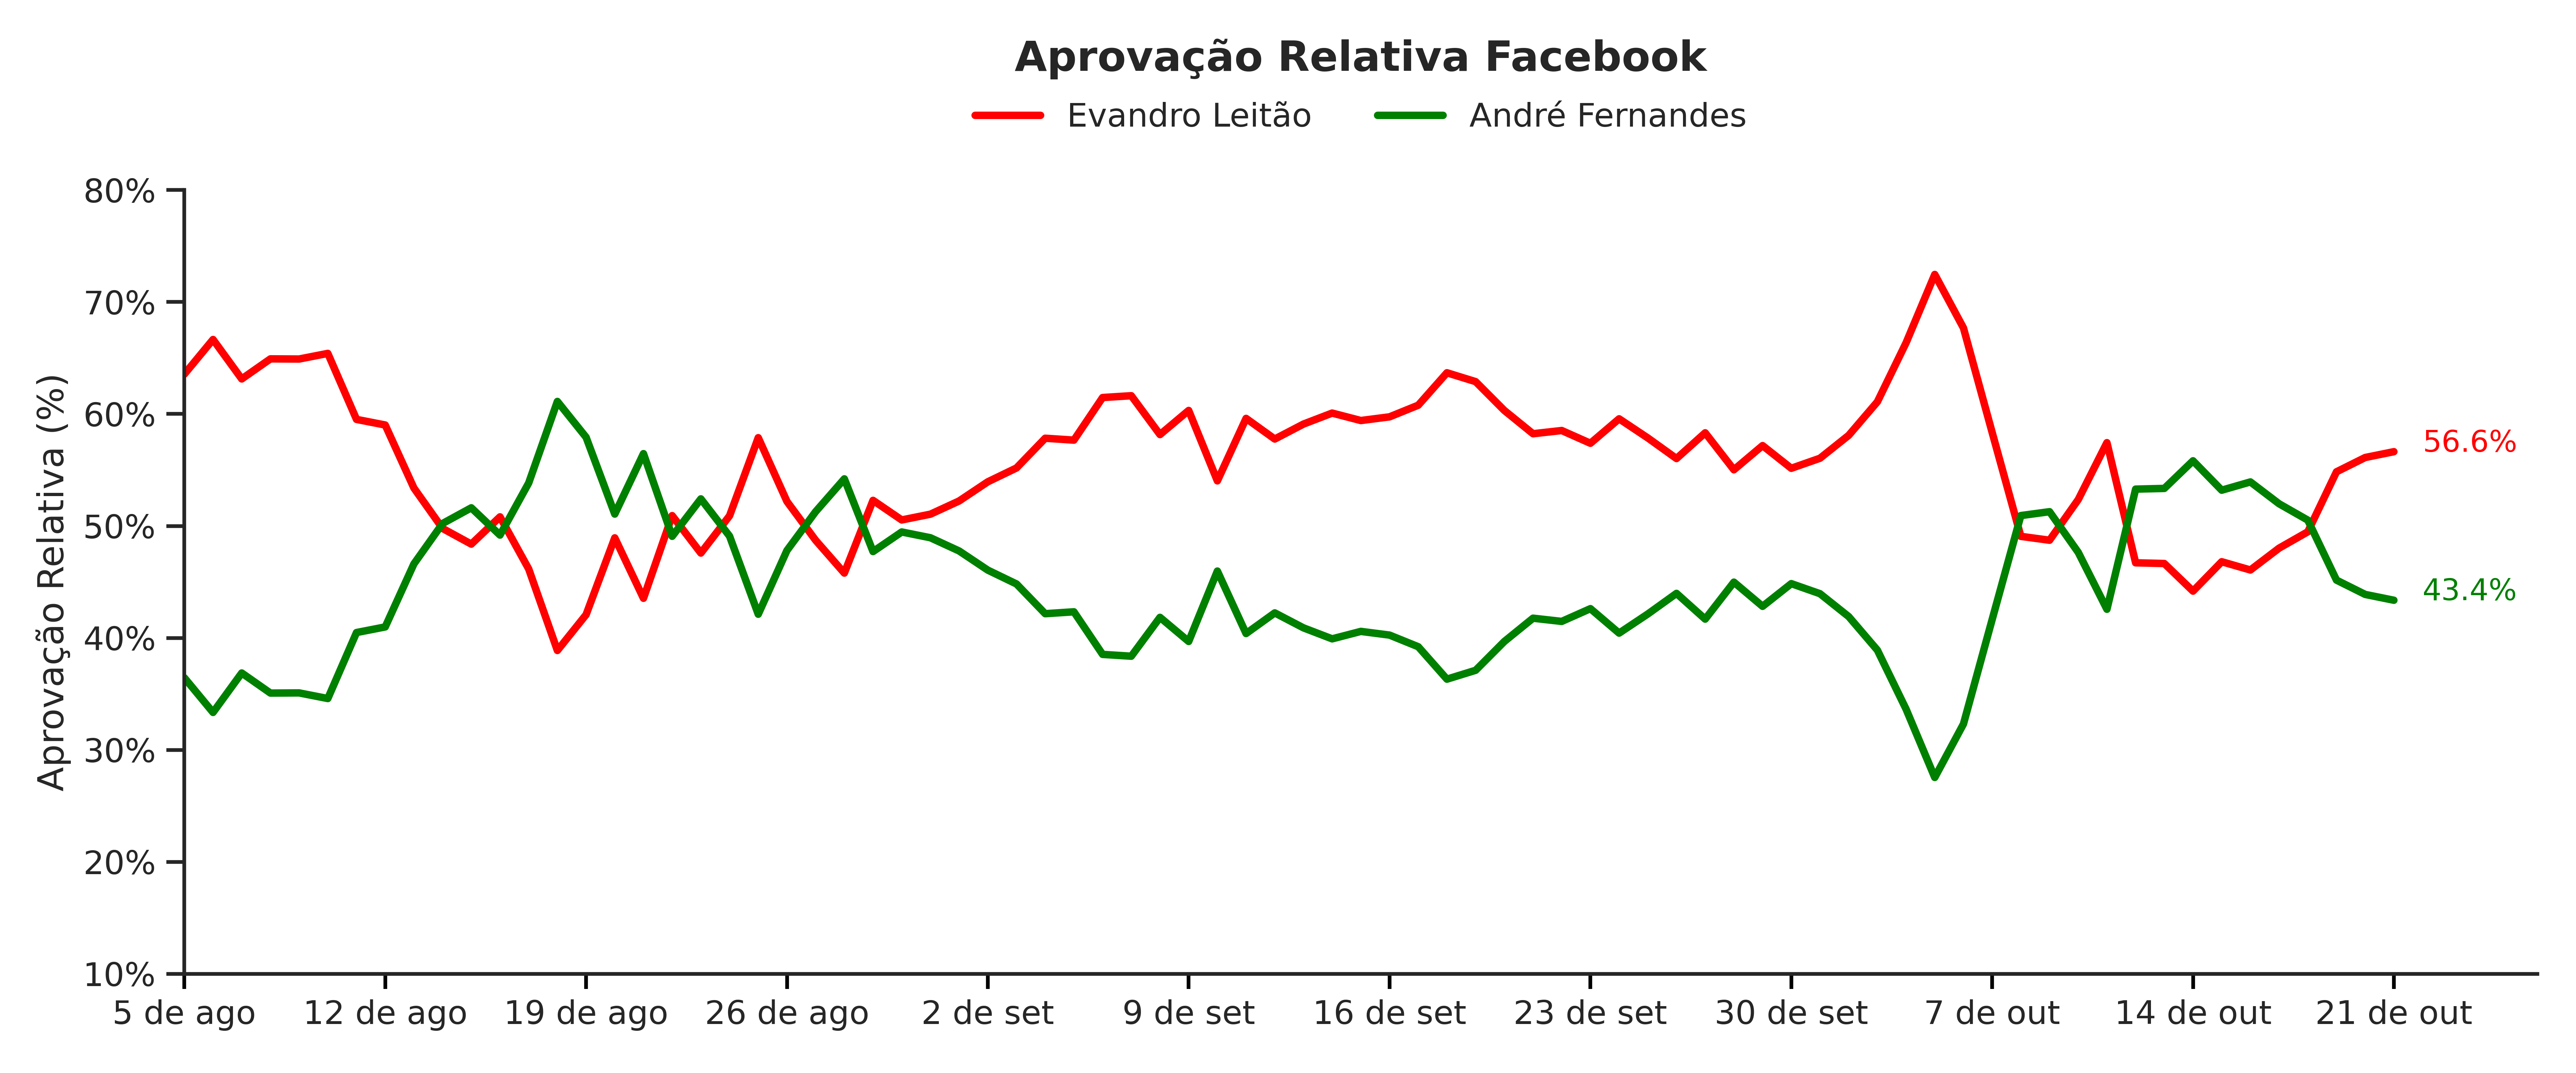 Aprovação Relativa Facebook
Evandro Leitão André Fernandes
Aprovação Relativa (%)
80%
70%
60%
50%
40%
30%
20%
10%
56.6%
43.4%
5 de ago 12 de ago 19 de ago 26 de ago 2 de set 9 de set 16 de set 23 de set 30 de set 7 de out 14 de out 21 de out